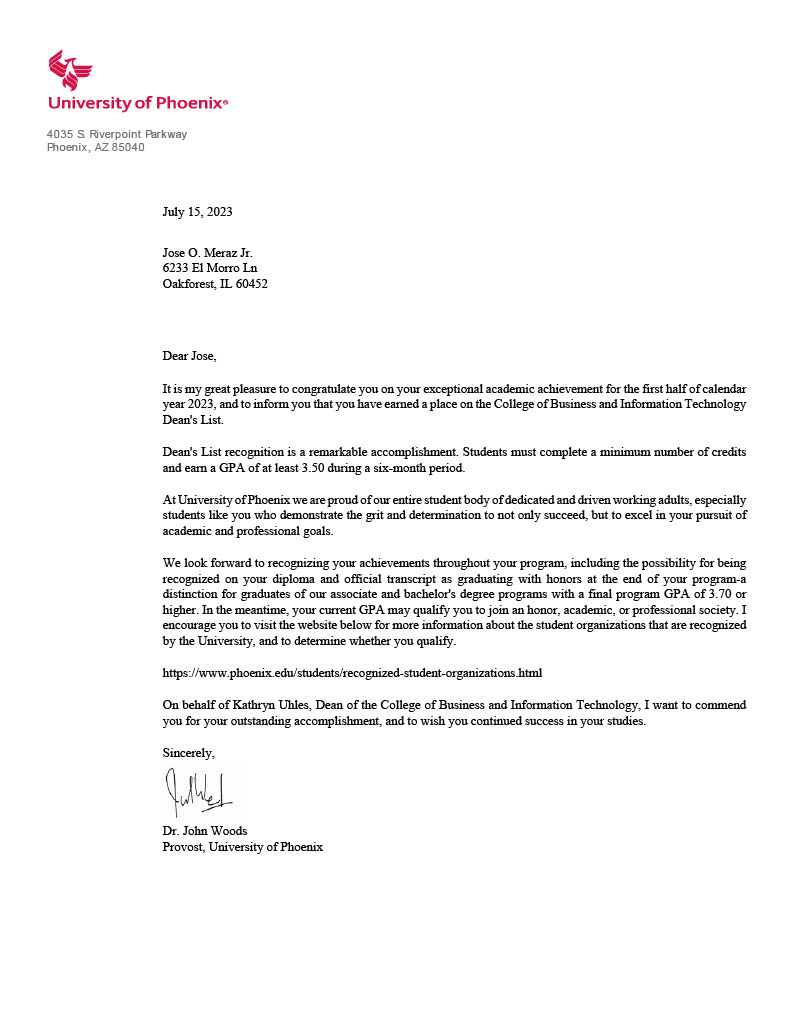 University of Phoenix®
4035 S. Riverpoint Parkway
Phoenix, AZ 85040
July 15, 2023
Jose O. Meraz Jr.
6233 El Morro Ln
Oakforest, IL 60452
Dear Jose,
It is my great pleasure to congratulate you on your exceptional academic achievement for the first half of calendar
year 2023, and to inform you that you have earned a place on the College of Business and Information Technology
Dean's List.
Dean's List recognition is a remarkable accomplishment. Students must complete a minimum number of credits
and earn a GPA of at least 3.50 during a six-month period.
At University of Phoenix we are proud of our entire student body of dedicated and driven working adults, especially
students like you who demonstrate the grit and determination to not only succeed, but to excel in your pursuit of
academic and professional goals.
We look forward to recognizing your achievements throughout your program, including the possibility for being
recognized on your diploma and official transcript as graduating with honors at the end of your program-a
distinction for graduates of our associate and bachelor's degree programs with a final program GPA of 3.70 or
higher. In the meantime, your current GPA may qualify you to join an honor, academic, or professional society. I
encourage you to visit the website below for more information about the student organizations that are recognized
by the University, and to determine whether you qualify.
https://www.phoenix.edu/students/recognized-student-organizations.html
On behalf of Kathryn Uhles, Dean of the College of Business and Information Technology, I want to commend
you for your outstanding accomplishment, and to wish you continued success in your studies.
Sincerely,
Dr. John Woods
Provost, University of Phoenix